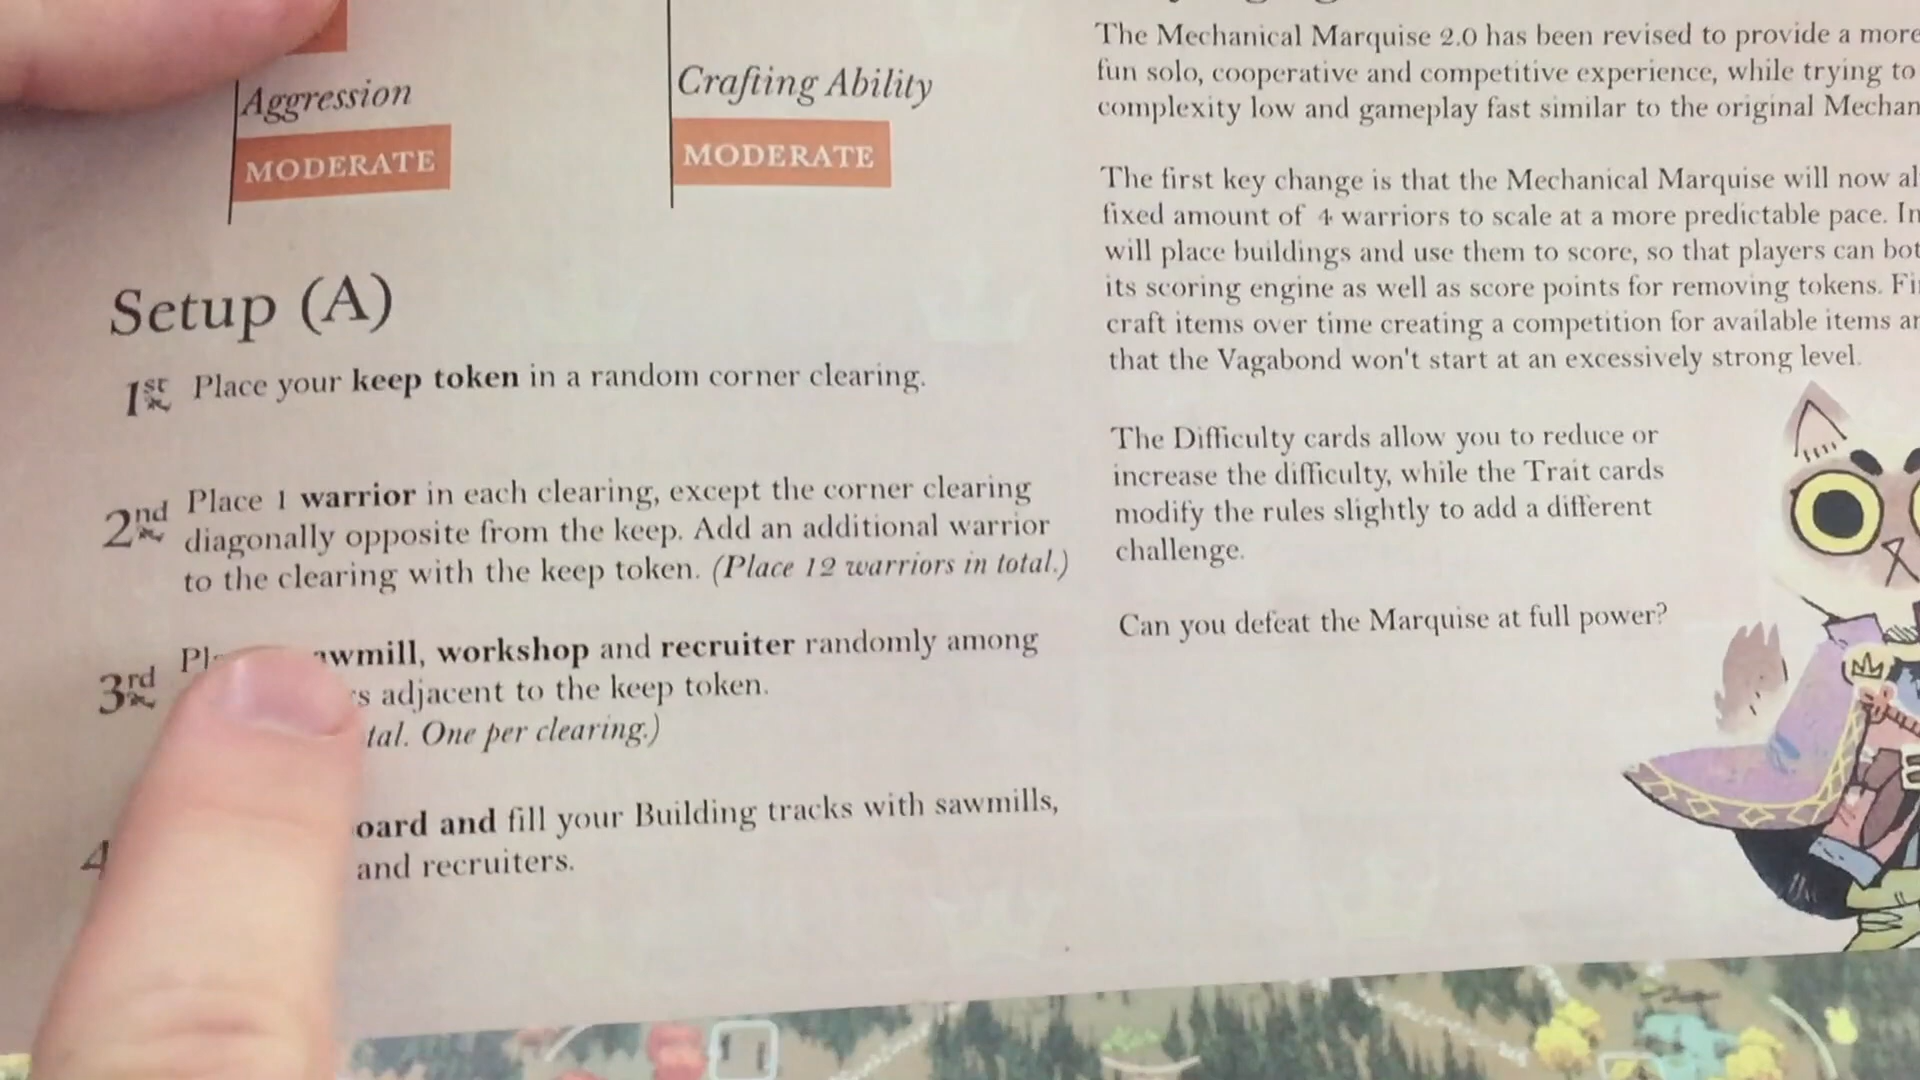 Aggression
MODERATE
Crafting Ability
MODERATE
Setup (A)
1st Place your keep token in a random corner clearing.
2nd Place 1 warrior in each clearing, except the corner clearing
diagonally opposite from the keep. Add an additional warrior
to the clearing with the keep token. (Place 12 warriors in total.)
3rd workshop and recruiter randomly among
adjacent to the keep token.
One per clearing.)
4 and fill your Building tracks with sawmills,
and recruiters.
The Mechanical Marquise 2.0 has been revised to provide a more
fun solo, cooperative and competitive experience, while trying to
complexity low and gameplay fast similar to the original
The first key change is that the Mechanical Marquise will now
fixed amount of 4 warriors to scale at a more predictable pace.
will place buildings and use them to score, so that players can
its scoring engine as well as score points for removing tokens.
craft items over time creating a competition for available items
that the Vagabond won't start at an excessively strong level.
The Difficulty cards allow you to reduce or
increase the difficulty, while the Trait cards
modify the rules slightly to add a different
challenge.
Can you defeat the Marquise at full power?